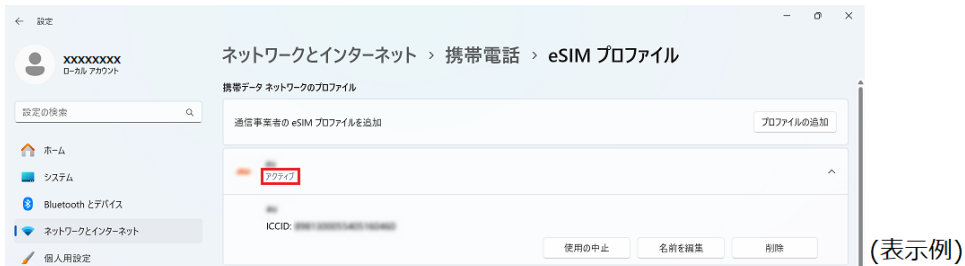 設定
xxxxxxxx
ローカル アカウント
設定の検索
ホーム
システム
Bluetooth とデバイス
ネットワークとインターネット
個人用設定
ネットワークとインターネット › 携帯電話 › eSIM プロファイル
携帯データ ネットワークのプロファイル
通信事業者の eSIM プロファイルを追加
プロファイルの追加
アクティブ
ICCID:
使用の中止
名前を編集
削除
(表示例)